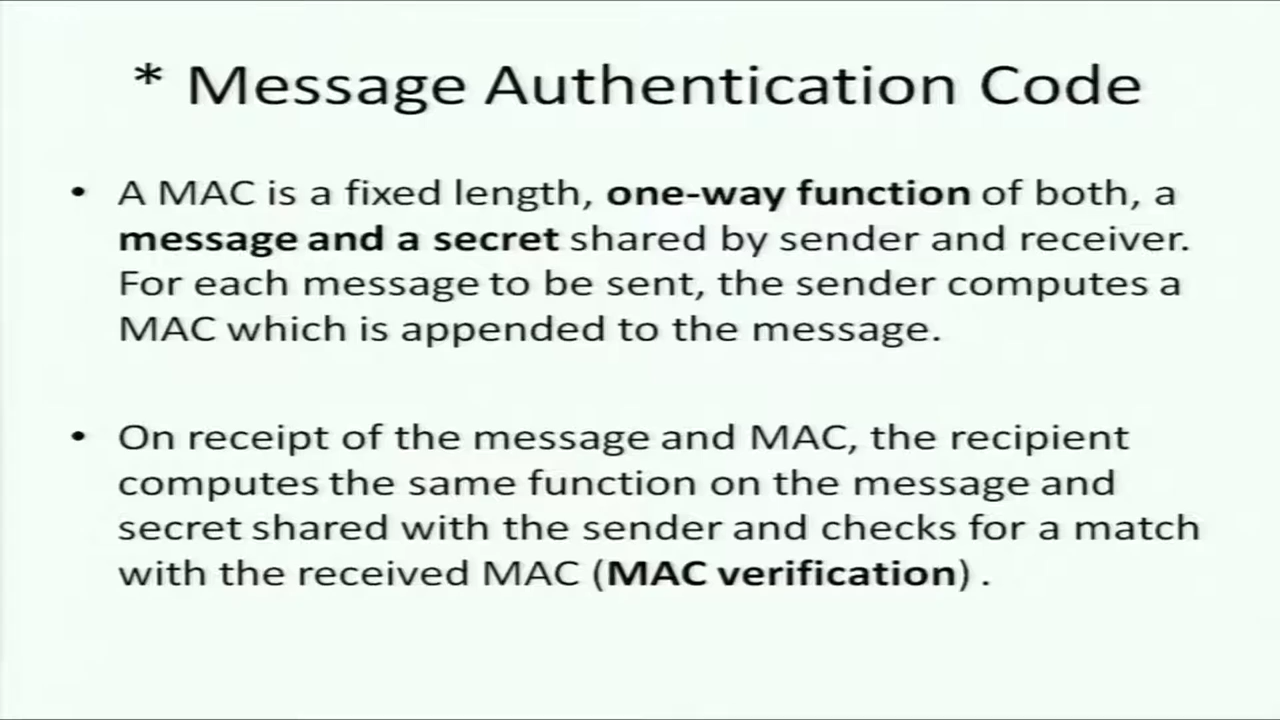 * Message Authentication Code
• A MAC is a fixed length, one-way function of both, a
message and a secret shared by sender and receiver.
For each message to be sent, the sender computes a
MAC which is appended to the message.
• On receipt of the message and MAC, the recipient
computes the same function on the message and
secret shared with the sender and checks for a match
with the received MAC (MAC verification) .